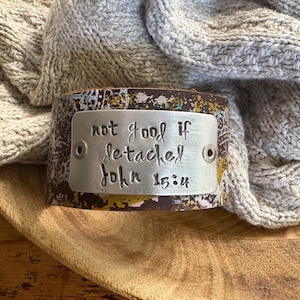 not good if
detached
John 15:4